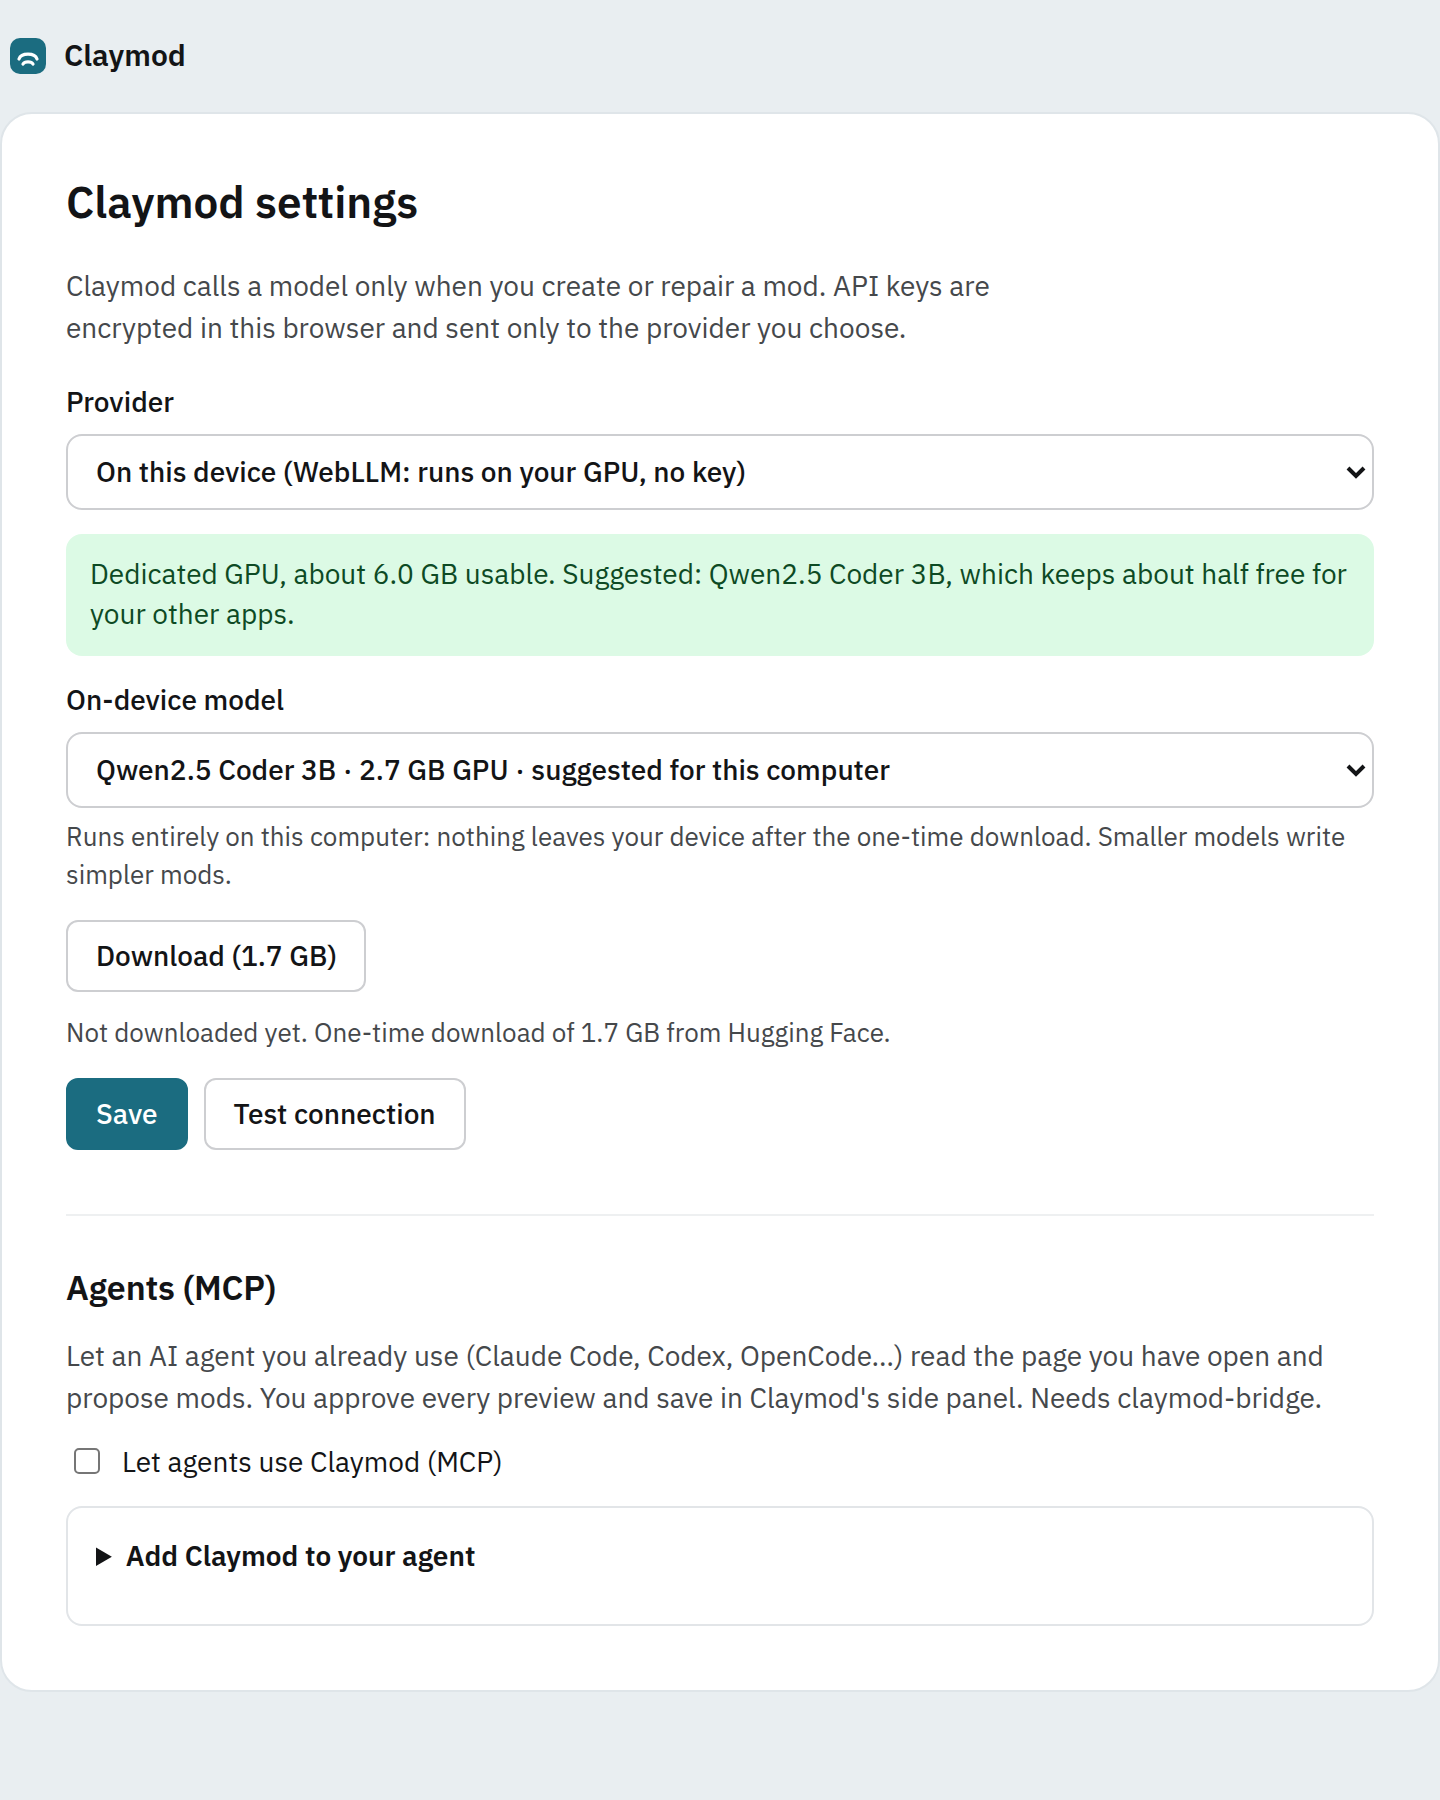 Claymod
Claymod settings
Claymod calls a model only when you create or repair a mod. API keys are
encrypted in this browser and sent only to the provider you choose.
Provider
On this device (WebLLM: runs on your GPU, no key)
Dedicated GPU, about 6.0 GB usable. Suggested: Qwen2.5 Coder 3B, which keeps about half free for
your other apps.
On-device model
Qwen2.5 Coder 3B · 2.7 GB GPU · suggested for this computer
Runs entirely on this computer: nothing leaves your device after the one-time download. Smaller models write
simpler mods.
Download (1.7 GB)
Not downloaded yet. One-time download of 1.7 GB from Hugging Face.
Save
Test connection
Agents (MCP)
Let an AI agent you already use (Claude Code, Codex, OpenCode...) read the page you have open and
propose mods. You approve every preview and save in Claymod's side panel. Needs claymod-bridge.
Let agents use Claymod (MCP)
Add Claymod to your agent